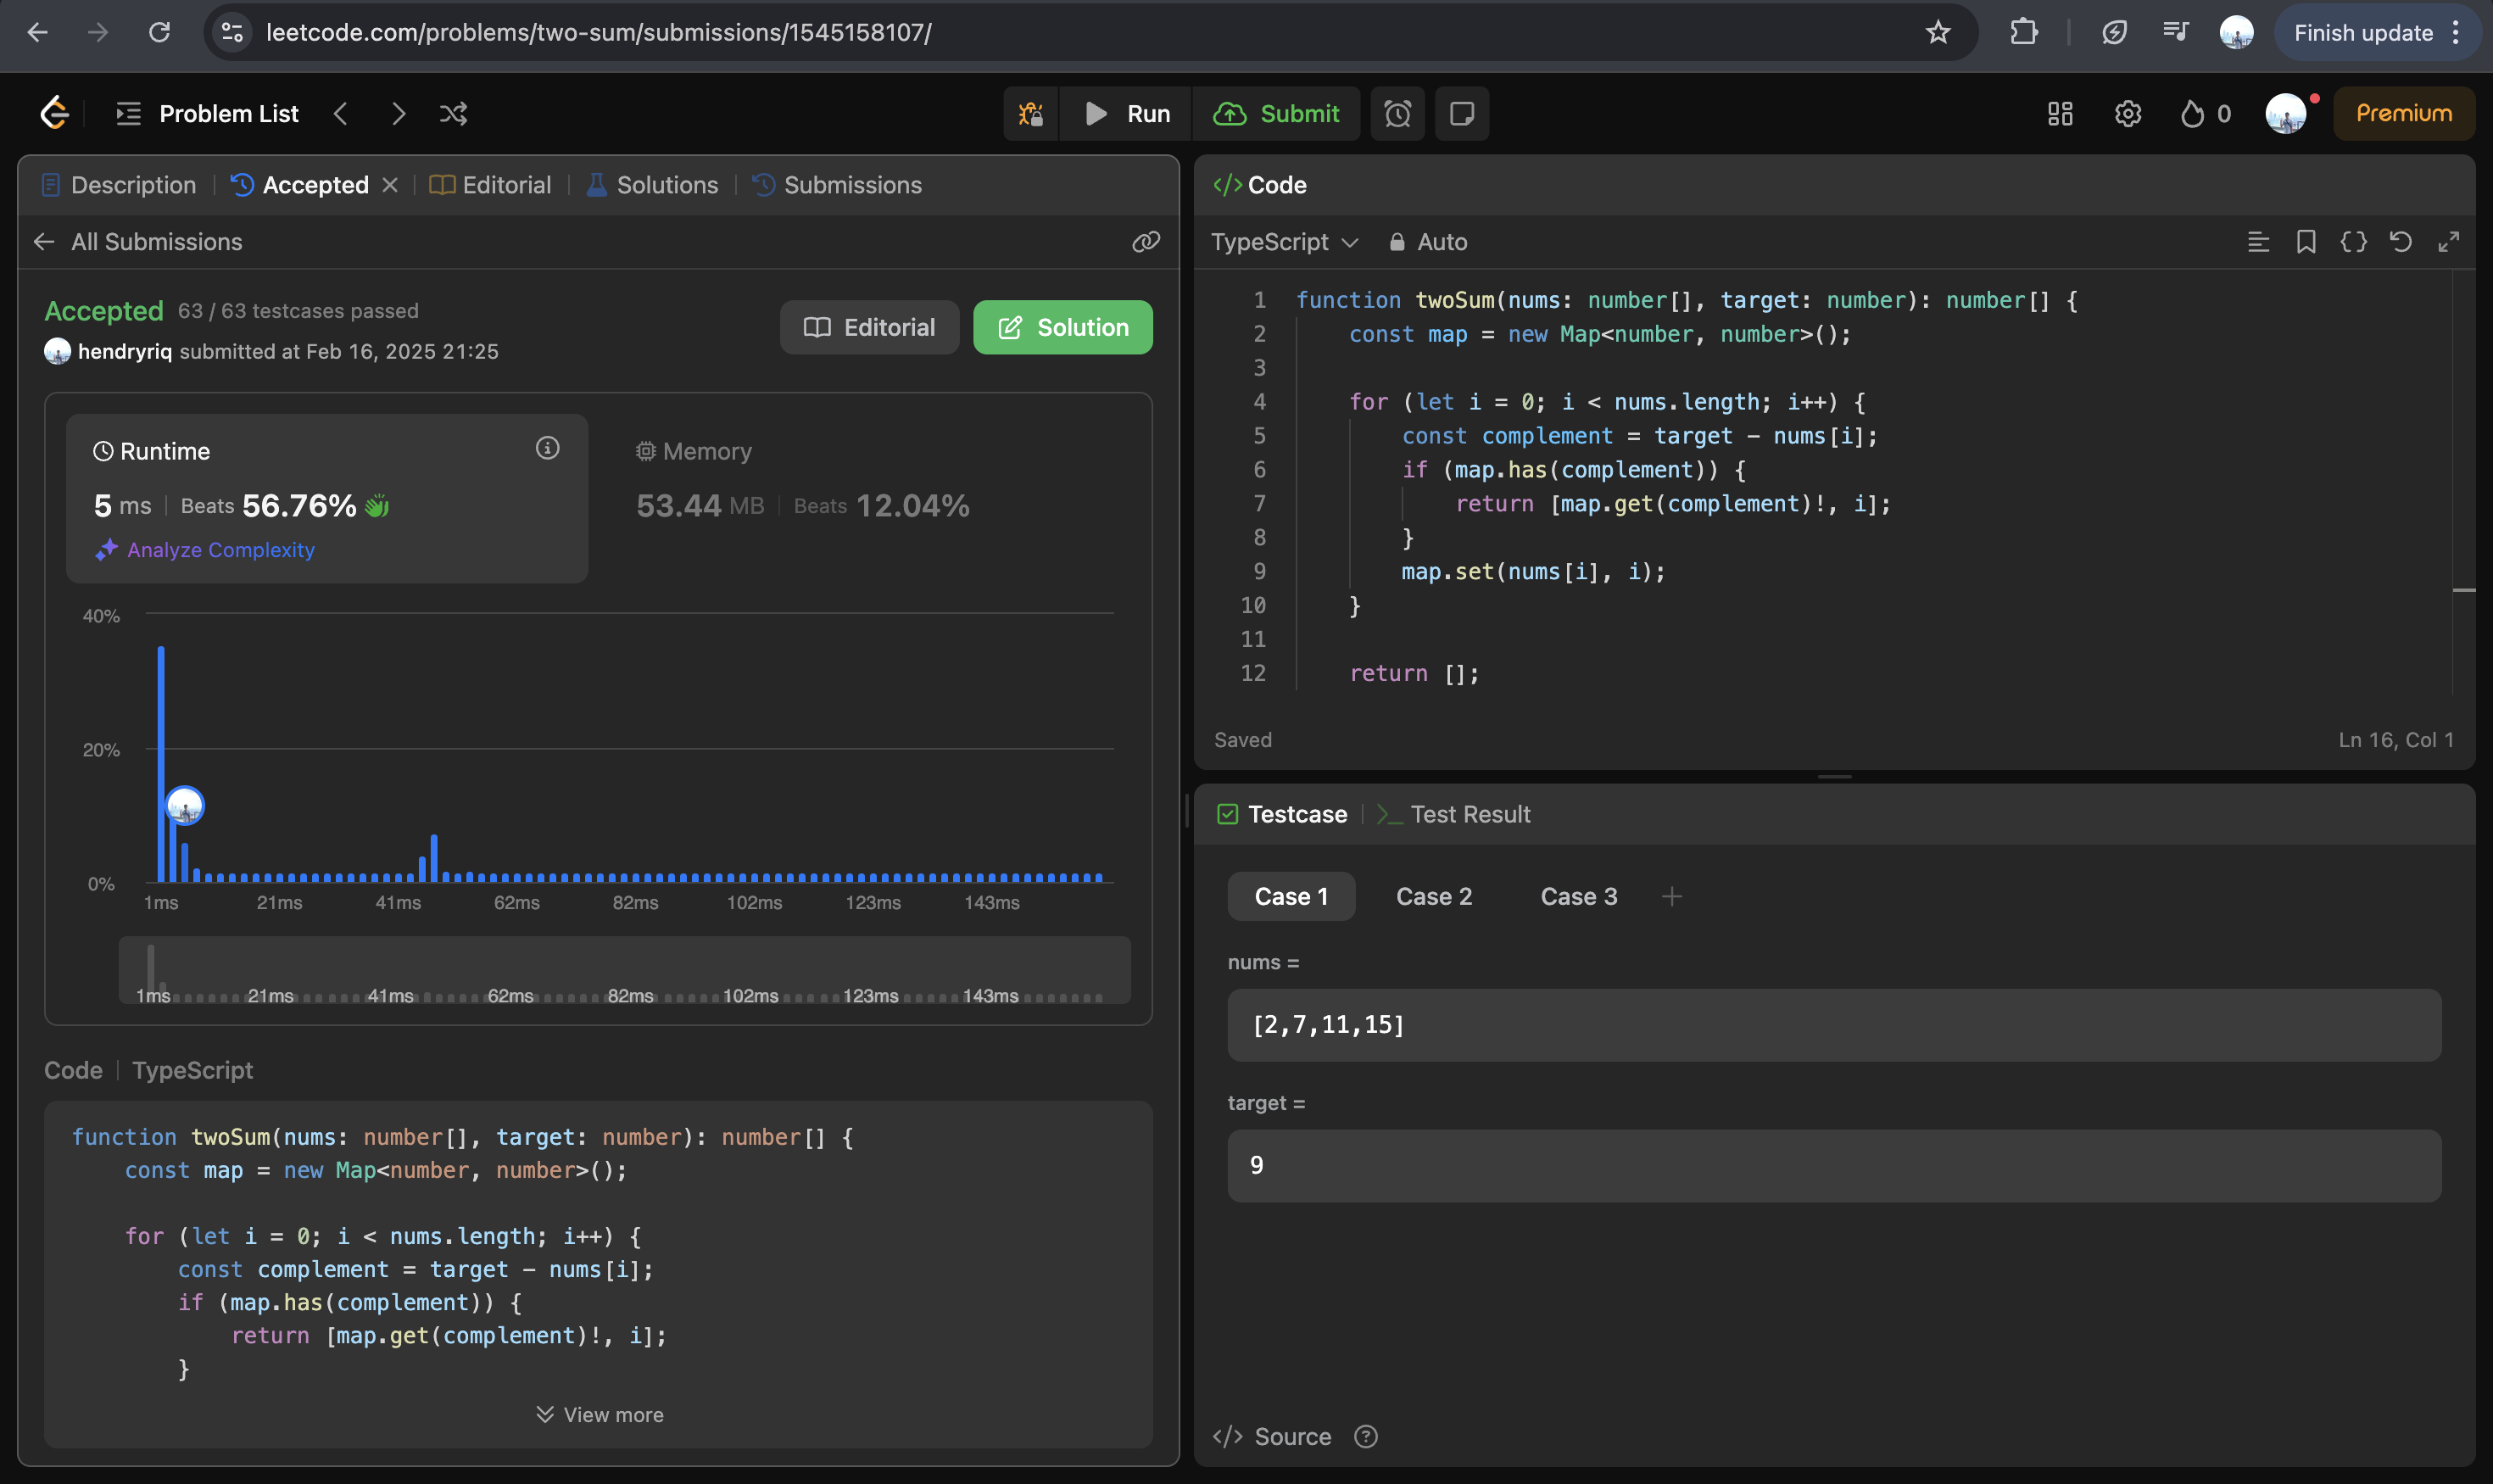 leetcode.com/problems/two-sum/submissions/1545158107/
Finish update
Problem List
Run
Submit
0
Premium
Description
Accepted
Editorial
Solutions
Submissions
All Submissions
Accepted 63 / 63 testcases passed
hendryriq submitted at Feb 16, 2025 21:25
Editorial
Solution
Runtime
5 ms Beats 56.76%
Analyze Complexity
Memory
53.44 MB Beats 12.04%
40%
20%
0%
1ms 21ms 41ms 62ms 82ms 102ms 123ms 143ms
1ms 21ms 41ms 62ms 82ms 102ms 123ms 143ms
Code TypeScript
function twoSum(nums: number[], target: number): number[] {
    const map = new Map<number, number>();
    for (let i = 0; i < nums.length; i++) {
        const complement = target - nums[i];
        if (map.has(complement)) {
            return [map.get(complement)!, i];
        }
View more
</> Code
TypeScript
Auto
1 function twoSum(nums: number[], target: number): number[] {
2     const map = new Map<number, number>();
3
4     for (let i = 0; i < nums.length; i++) {
5         const complement = target - nums[i];
6         if (map.has(complement)) {
7             return [map.get(complement)!, i];
8         }
9         map.set(nums[i], i);
10     }
11
12     return [];
Saved
Ln 16, Col 1
Testcase
Test Result
Case 1
Case 2
Case 3
nums =
[2,7,11,15]
target =
9
</> Source